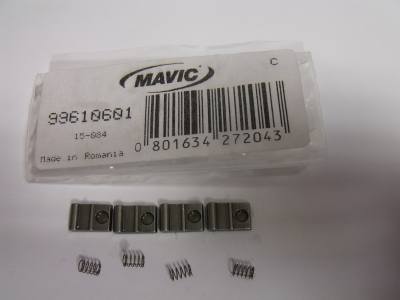 MAVIC
C
99610601
15-084
Made in Romania
0 801634 272043